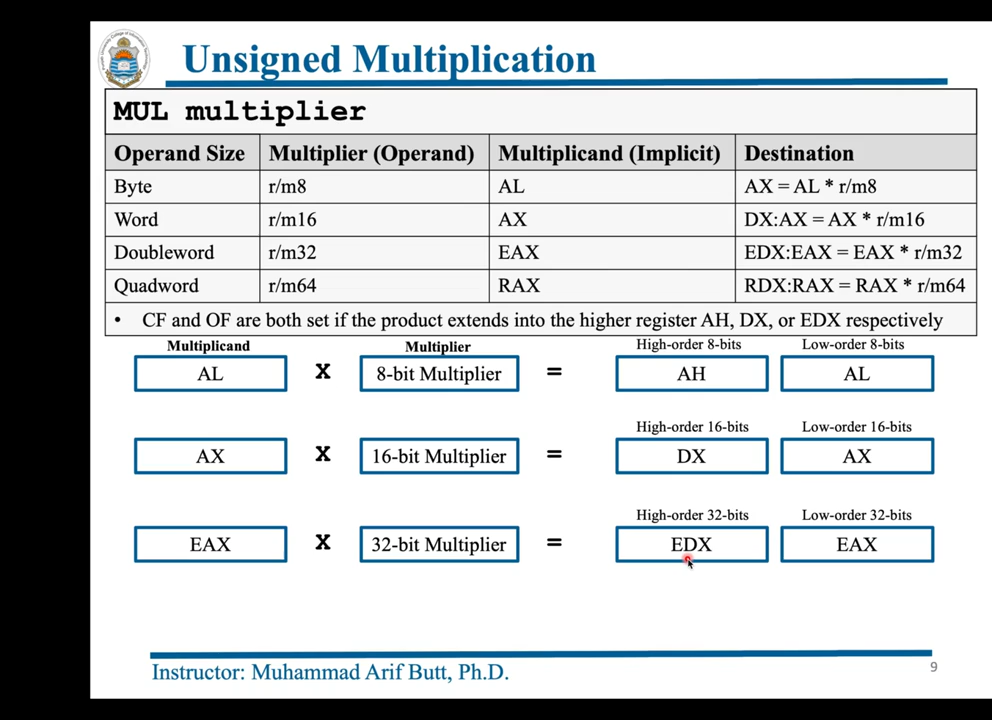 Unsigned Multiplication
MUL multiplier
Operand Size Multiplier (Operand) Multiplicand (Implicit) Destination
Byte r/m8 AL AX = AL * r/m8
Word r/m16 AX DX:AX = AX * r/m16
Doubleword r/m32 EAX EDX:EAX = EAX * r/m32
Quadword r/m64 RAX RDX:RAX = RAX * r/m64
• CF and OF are both set if the product extends into the higher register AH, DX, or EDX respectively
Multiplicand Multiplier High-order 8-bits Low-order 8-bits
AL X 8-bit Multiplier = AH AL
High-order 16-bits Low-order 16-bits
AX X 16-bit Multiplier = DX AX
High-order 32-bits Low-order 32-bits
EAX X 32-bit Multiplier = EDX EAX
Instructor: Muhammad Arif Butt, Ph.D. 9